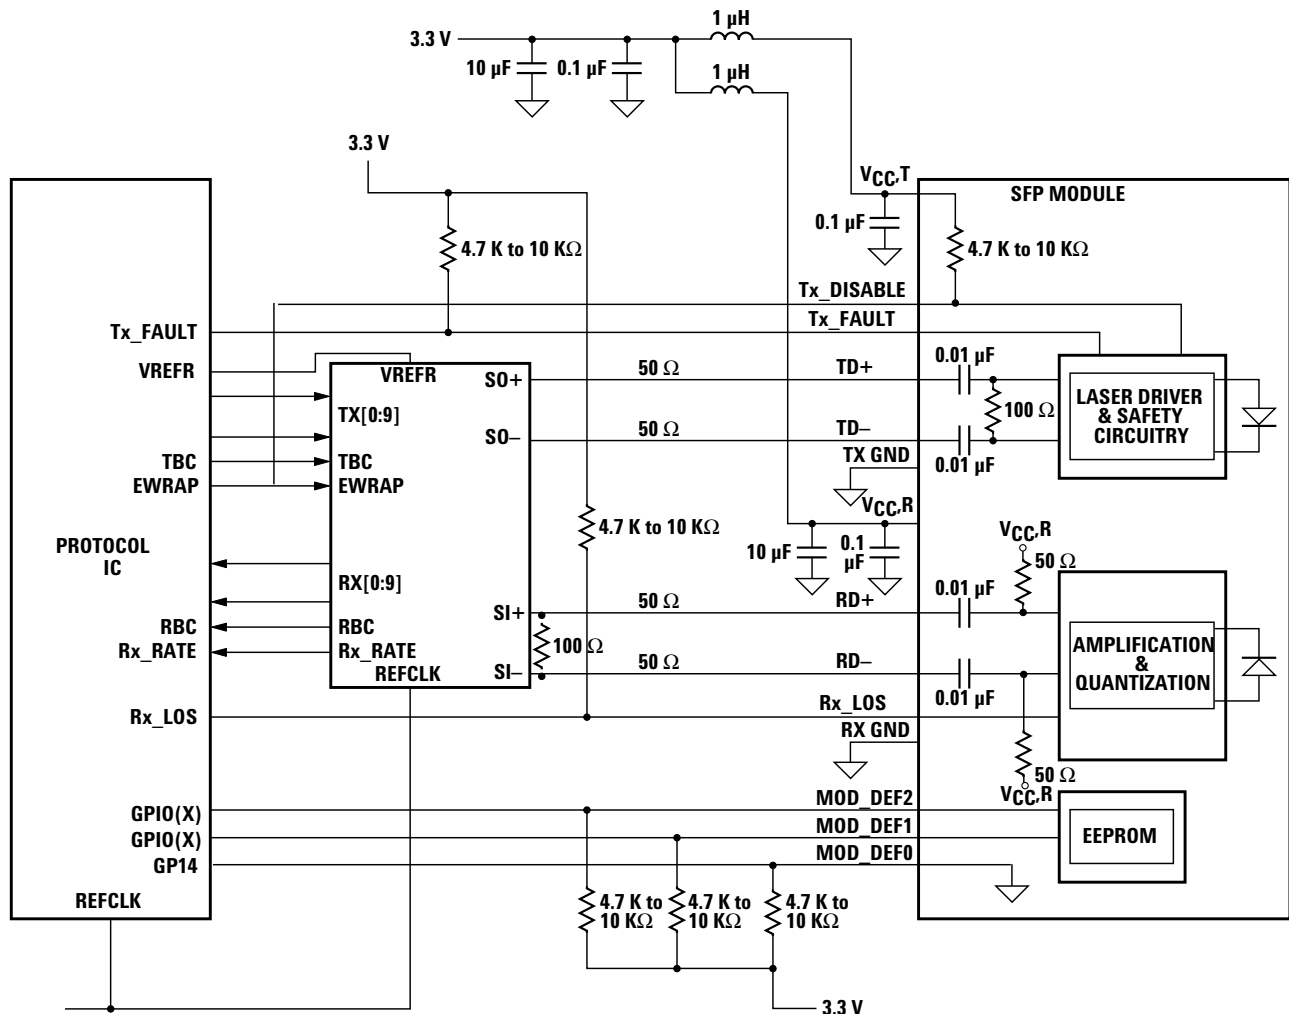 1 µH
3.3 V
10 µF
0.1 µF
1 µH
3.3 V
VCC,T
SFP MODULE
0.1 µF
4.7 K to 10 KΩ
4.7 K to 10 KΩ
Tx_DISABLE
Tx_FAULT
Tx_FAULT
0.01 µF
VREFR
VREFR
SO+
50 Ω
TD+
TX[0:9]
100 Ω
LASER DRIVER
& SAFETY
CIRCUITRY
SO–
50 Ω
TD–
TX GND
0.01 µF
TBC
TBC
EWRAP
EWRAP
VCC,R
4.7 K to 10 KΩ
PROTOCOL
IC
10 µF
0.1
µF
VCC,R
50 Ω
RX[0:9]
0.01 µF
SI+
50 Ω
RD+
RBC
RBC
Rx_RATE
Rx_RATE
100 Ω
AMPLIFICATION
&
QUANTIZATION
REFCLK
SI–
50 Ω
RD–
0.01 µF
Rx_LOS
Rx_LOS
RX GND
50 Ω
VCC,R
GPIO(X)
MOD_DEF2
GPIO(X)
MOD_DEF1
EEPROM
GP14
MOD_DEF0
REFCLK
4.7 K to
10 KΩ
4.7 K to
10 KΩ
4.7 K to
10 KΩ
3.3 V